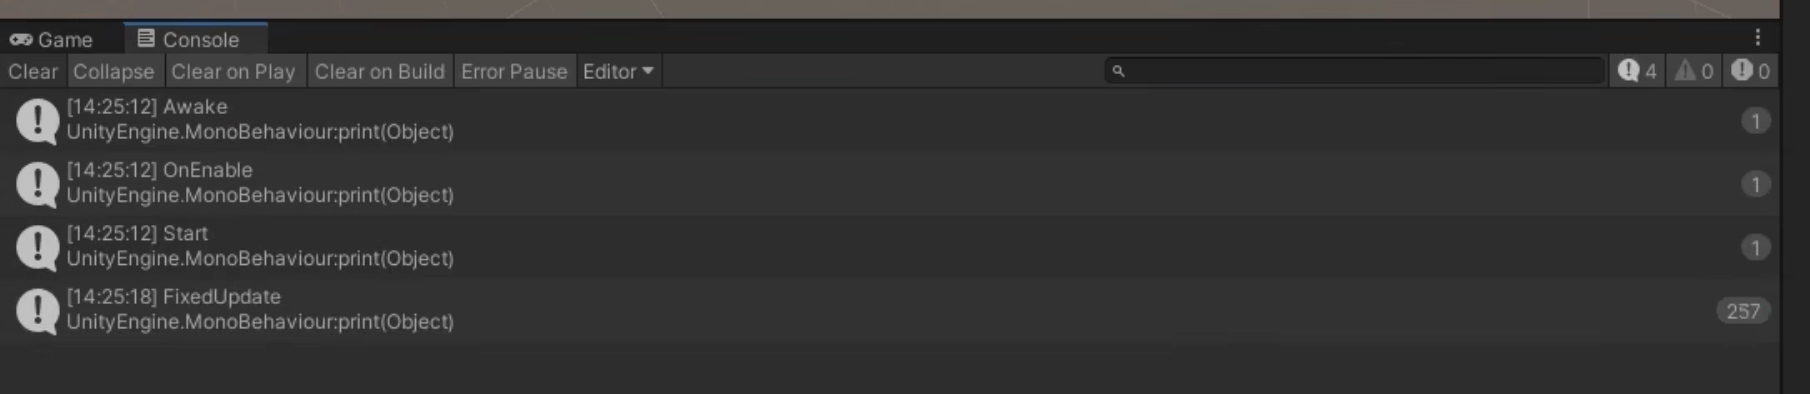 Game Console
Clear Collapse Clear on Play Clear on Build Error Pause Editor 4 0 0
[14:25:12] Awake
UnityEngine.MonoBehaviour:print(Object)
1
[14:25:12] OnEnable
UnityEngine.MonoBehaviour:print(Object)
1
[14:25:12] Start
UnityEngine.MonoBehaviour:print(Object)
1
[14:25:18] FixedUpdate
UnityEngine.MonoBehaviour:print(Object)
257